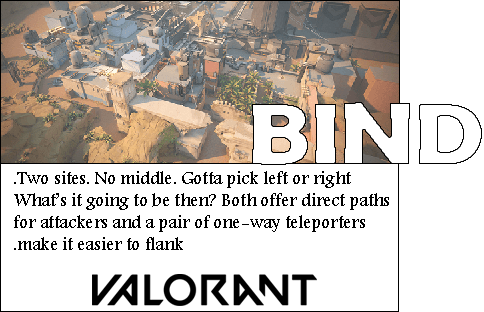 BIND
.Two sites. No middle. Gotta pick left or right
What's it going to be then? Both offer direct paths
for attackers and a pair of one-way teleporters
.make it easier to flank
VALORANT